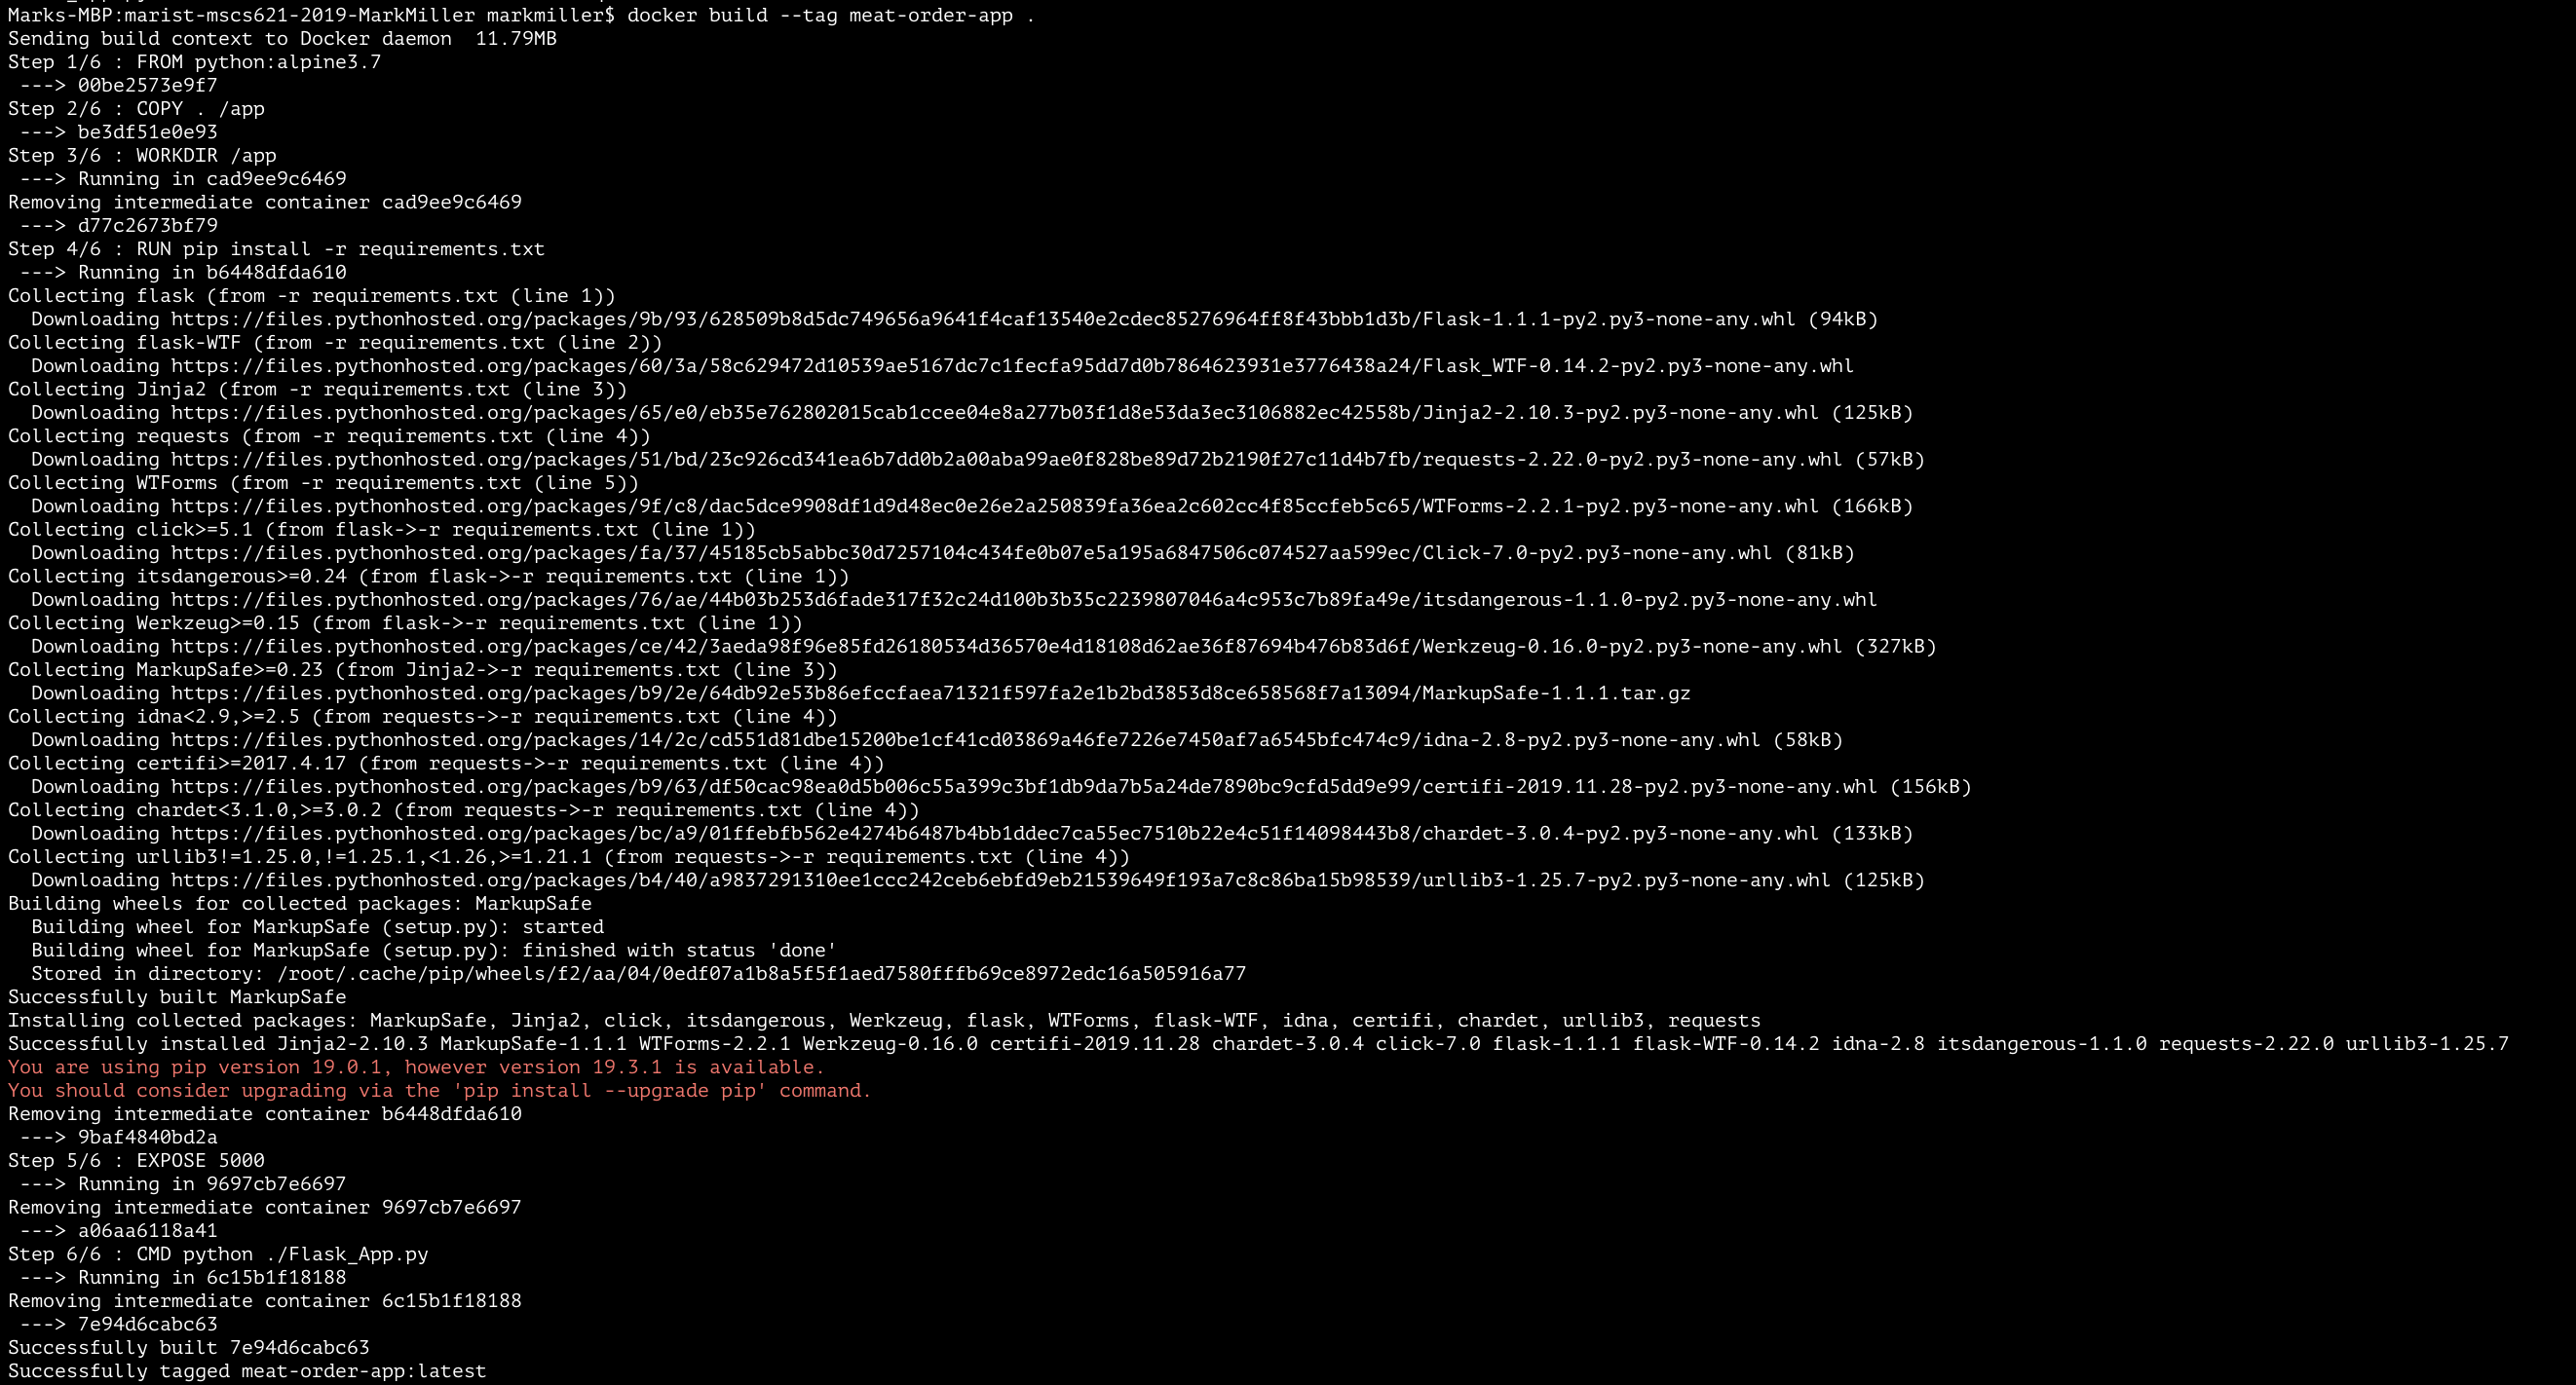 Marks-MBP:marist-mscs621-2019-MarkMiller markmiller$ docker build --tag meat-order-app .
Sending build context to Docker daemon  11.79MB
Step 1/6 : FROM python:alpine3.7
 ---> 00be2573e9f7
Step 2/6 : COPY . /app
 ---> be3df51e0e93
Step 3/6 : WORKDIR /app
 ---> Running in cad9ee9c6469
Removing intermediate container cad9ee9c6469
 ---> d77c2673bf79
Step 4/6 : RUN pip install -r requirements.txt
 ---> Running in b6448dfda610
Collecting flask (from -r requirements.txt (line 1))
  Downloading https://files.pythonhosted.org/packages/9b/93/628509b8d5dc749656a9641f4caf13540e2cdec85276964ff8f43bbb1d3b/Flask-1.1.1-py2.py3-none-any.whl (94kB)
Collecting flask-WTF (from -r requirements.txt (line 2))
  Downloading https://files.pythonhosted.org/packages/60/3a/58c629472d10539ae5167dc7c1fecfa95dd7d0b7864623931e3776438a24/Flask_WTF-0.14.2-py2.py3-none-any.whl
Collecting Jinja2 (from -r requirements.txt (line 3))
  Downloading https://files.pythonhosted.org/packages/65/e0/eb35e762802015cab1ccee04e8a277b03f1d8e53da3ec3106882ec42558b/Jinja2-2.10.3-py2.py3-none-any.whl (125kB)
Collecting requests (from -r requirements.txt (line 4))
  Downloading https://files.pythonhosted.org/packages/51/bd/23c926cd341ea6b7dd0b2a00aba99ae0f828be89d72b2190f27c11d4b7fb/requests-2.22.0-py2.py3-none-any.whl (57kB)
Collecting WTForms (from -r requirements.txt (line 5))
  Downloading https://files.pythonhosted.org/packages/9f/c8/dac5dce9908df1d9d48ec0e26e2a250839fa36ea2c602cc4f85ccfeb5c65/WTForms-2.2.1-py2.py3-none-any.whl (166kB)
Collecting click>=5.1 (from flask->-r requirements.txt (line 1))
  Downloading https://files.pythonhosted.org/packages/fa/37/45185cb5abbc30d7257104c434fe0b07e5a195a6847506c074527aa599ec/Click-7.0-py2.py3-none-any.whl (81kB)
Collecting itsdangerous>=0.24 (from flask->-r requirements.txt (line 1))
  Downloading https://files.pythonhosted.org/packages/76/ae/44b03b253d6fade317f32c24d100b3b35c2239807046a4c953c7b89fa49e/itsdangerous-1.1.0-py2.py3-none-any.whl
Collecting Werkzeug>=0.15 (from flask->-r requirements.txt (line 1))
  Downloading https://files.pythonhosted.org/packages/ce/42/3aeda98f96e85fd26180534d36570e4d18108d62ae36f87694b476b83d6f/Werkzeug-0.16.0-py2.py3-none-any.whl (327kB)
Collecting MarkupSafe>=0.23 (from Jinja2->-r requirements.txt (line 3))
  Downloading https://files.pythonhosted.org/packages/b9/2e/64db92e53b86efccfaea71321f597fa2e1b2bd3853d8ce658568f7a13094/MarkupSafe-1.1.1.tar.gz
Collecting idna<2.9,>=2.5 (from requests->-r requirements.txt (line 4))
  Downloading https://files.pythonhosted.org/packages/14/2c/cd551d81dbe15200be1cf41cd03869a46fe7226e7450af7a6545bfc474c9/idna-2.8-py2.py3-none-any.whl (58kB)
Collecting certifi>=2017.4.17 (from requests->-r requirements.txt (line 4))
  Downloading https://files.pythonhosted.org/packages/b9/63/df50cac98ea0d5b006c55a399c3bf1db9da7b5a24de7890bc9cfd5dd9e99/certifi-2019.11.28-py2.py3-none-any.whl (156kB)
Collecting chardet<3.1.0,>=3.0.2 (from requests->-r requirements.txt (line 4))
  Downloading https://files.pythonhosted.org/packages/bc/a9/01ffebfb562e4274b6487b4bb1ddec7ca55ec7510b22e4c51f14098443b8/chardet-3.0.4-py2.py3-none-any.whl (133kB)
Collecting urllib3!=1.25.0,!=1.25.1,<1.26,>=1.21.1 (from requests->-r requirements.txt (line 4))
  Downloading https://files.pythonhosted.org/packages/b4/40/a9837291310ee1ccc242ceb6ebfd9eb21539649f193a7c8c86ba15b98539/urllib3-1.25.7-py2.py3-none-any.whl (125kB)
Building wheels for collected packages: MarkupSafe
  Building wheel for MarkupSafe (setup.py): started
  Building wheel for MarkupSafe (setup.py): finished with status 'done'
  Stored in directory: /root/.cache/pip/wheels/f2/aa/04/0edf07a1b8a5f5f1aed7580fffb69ce8972edc16a505916a77
Successfully built MarkupSafe
Installing collected packages: MarkupSafe, Jinja2, click, itsdangerous, Werkzeug, flask, WTForms, flask-WTF, idna, certifi, chardet, urllib3, requests
Successfully installed Jinja2-2.10.3 MarkupSafe-1.1.1 WTForms-2.2.1 Werkzeug-0.16.0 certifi-2019.11.28 chardet-3.0.4 click-7.0 flask-1.1.1 flask-WTF-0.14.2 idna-2.8 itsdangerous-1.1.0 requests-2.22.0 urllib3-1.25.7
You are using pip version 19.0.1, however version 19.3.1 is available.
You should consider upgrading via the 'pip install --upgrade pip' command.
Removing intermediate container b6448dfda610
 ---> 9baf4840bd2a
Step 5/6 : EXPOSE 5000
 ---> Running in 9697cb7e6697
Removing intermediate container 9697cb7e6697
 ---> a06aa6118a41
Step 6/6 : CMD python ./Flask_App.py
 ---> Running in 6c15b1f18188
Removing intermediate container 6c15b1f18188
 ---> 7e94d6cabc63
Successfully built 7e94d6cabc63
Successfully tagged meat-order-app:latest